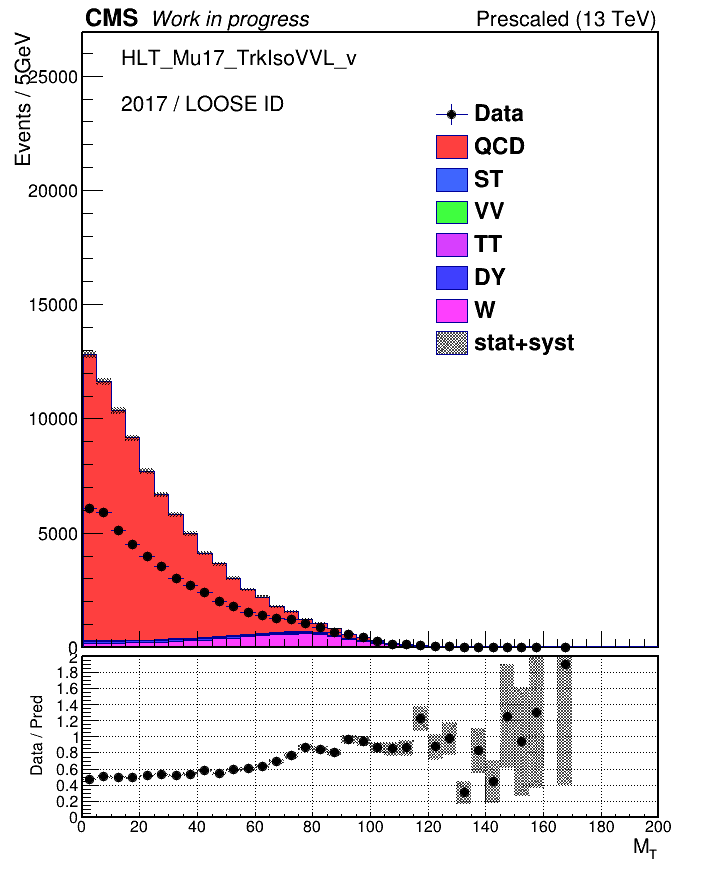 CMS Work in progress Prescaled (13 TeV)
Events / 5GeV
HLT_Mu17_TrkIsoVVL_v
2017 / LOOSE ID
Data
QCD
ST
VV
TT
DY
W
stat+syst
25000
20000
15000
10000
5000
0
Data / Pred
2
1.8
1.6
1.4
1.2
1
0.8
0.6
0.4
0.2
0
0 20 40 60 80 100 120 140 160 180 200
M_T